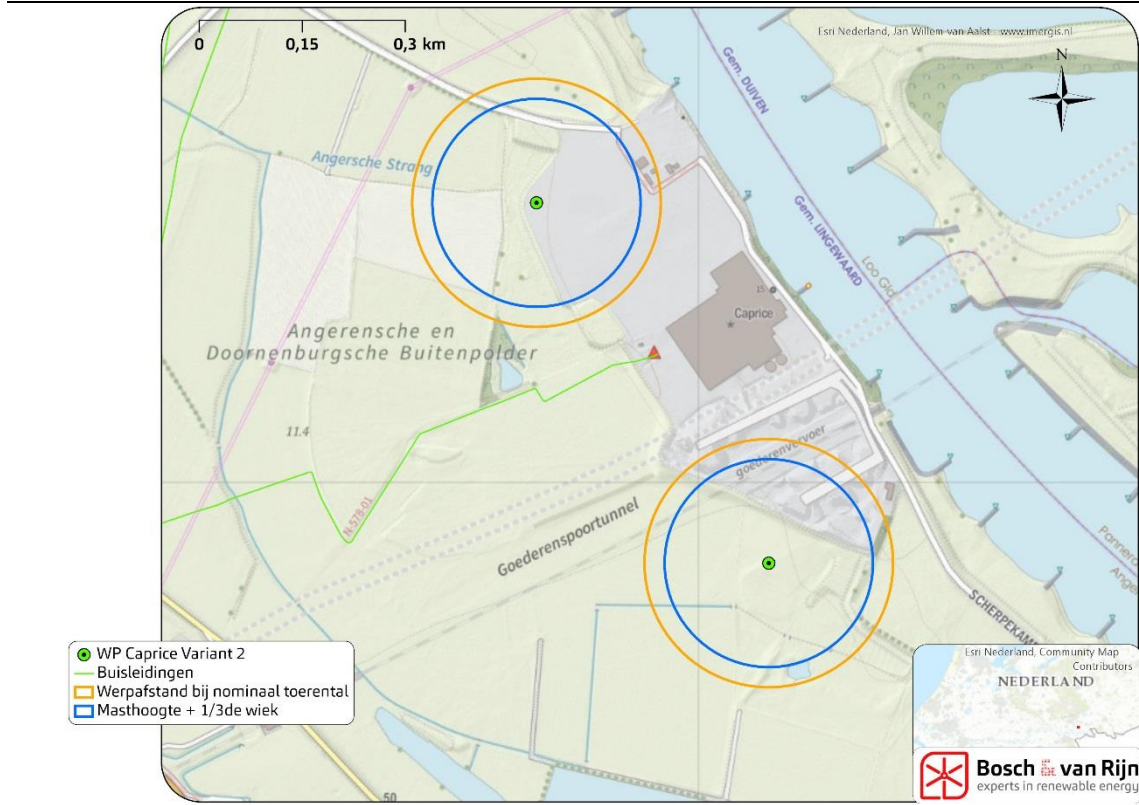 0 0,15 0,3 km
Esri Nederland, Jan Willem van Aalst - www.imergis.nl
N
Gem. DUIVEN
Gem. LINGEWAARD
Loo Gld
Angersche Strang
15
Caprice
Angerensche en
Doornenburgsche Buitenpolder
11.4
N-578-01
goederenvervoer
Goederenspoortunnel
SCHERPEKAM
50
WP Caprice Variant 2
Buisleidingen
Werpafstand bij nominaal toerental
Masthoogte + 1/3de wiek
Esri Nederland, Community Map
Contributors
NEDERLAND
Bosch & van Rijn
experts in renewable energy